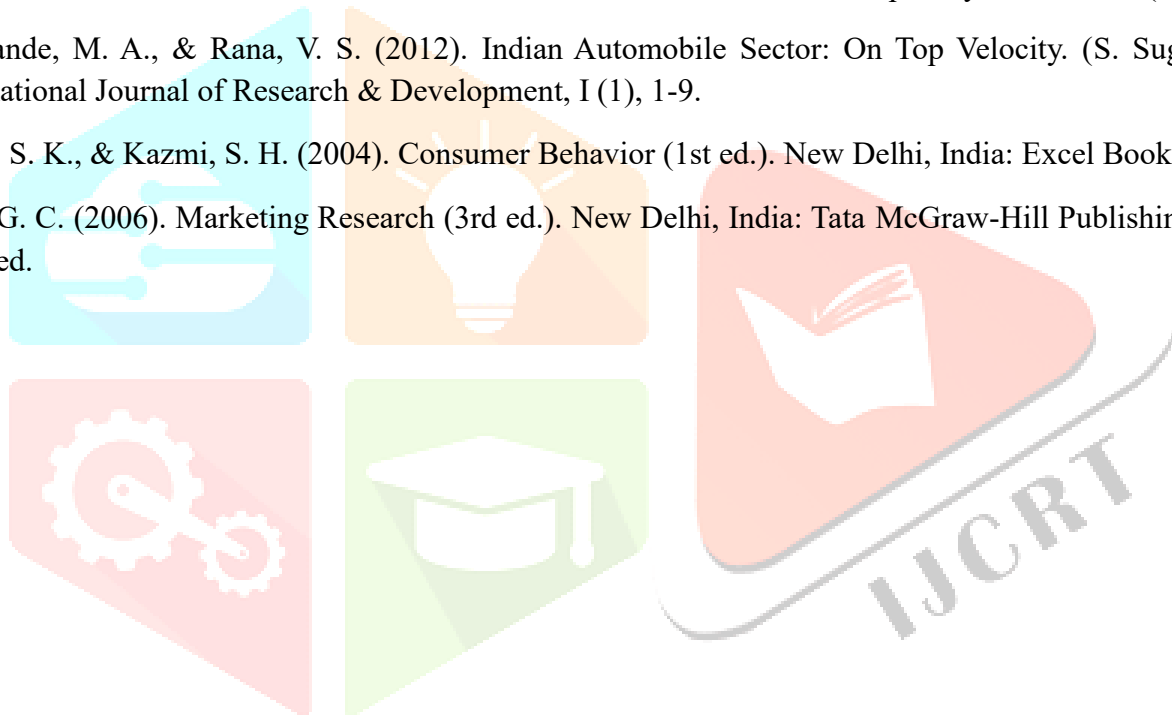 ande, M. A., & Rana, V. S. (2012). Indian Automobile Sector: On Top Velocity. (S. Sug
ational Journal of Research & Development, I (1), 1-9.
S. K., & Kazmi, S. H. (2004). Consumer Behavior (1st ed.). New Delhi, India: Excel Book
G. C. (2006). Marketing Research (3rd ed.). New Delhi, India: Tata McGraw-Hill Publishin
ed.
IJCRT